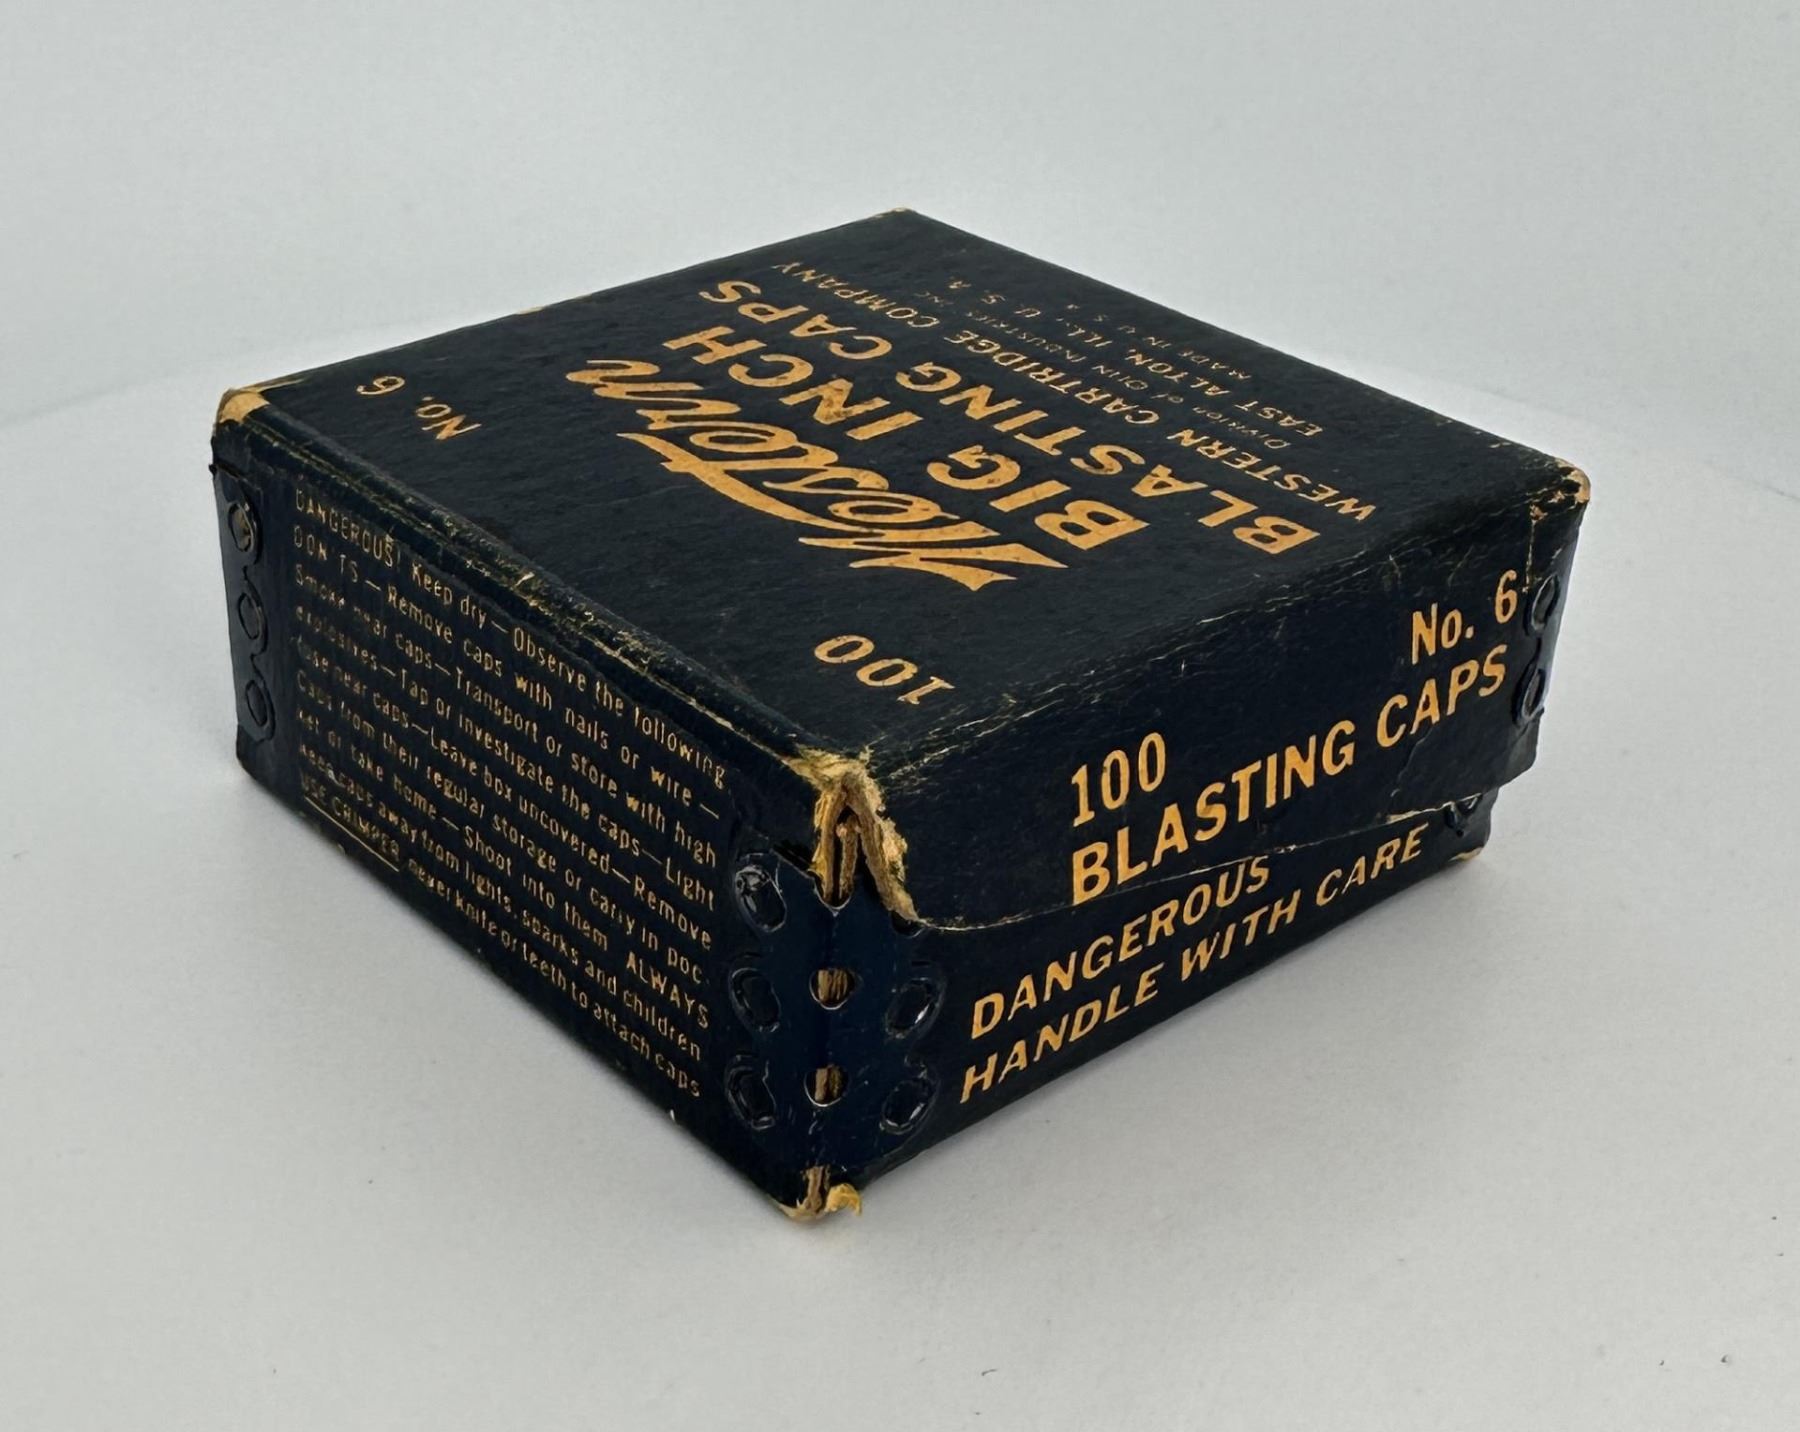 No. 6
100
Western
BIG INCH
BLASTING CAPS
WESTERN CARTRIDGE COMPANY
Division of OLIN INDUSTRIES, INC.
EAST ALTON, ILL., U.S.A.
MADE IN U.S.A.
DANGEROUS! Keep dry—Observe the following
DON'TS—Remove caps with nails or wire—
Smoke near caps—Transport or store with high
explosives—Tap or investigate the caps—Light
fuse near caps—Leave box uncovered—Remove
Caps from their regular storage or carry in poc-
ket or take home—Shoot into them ALWAYS
keep caps away from lights, sparks and children
USE CRIMPER never knife or teeth to attach caps
No. 6
100
BLASTING CAPS
DANGEROUS
HANDLE WITH CARE